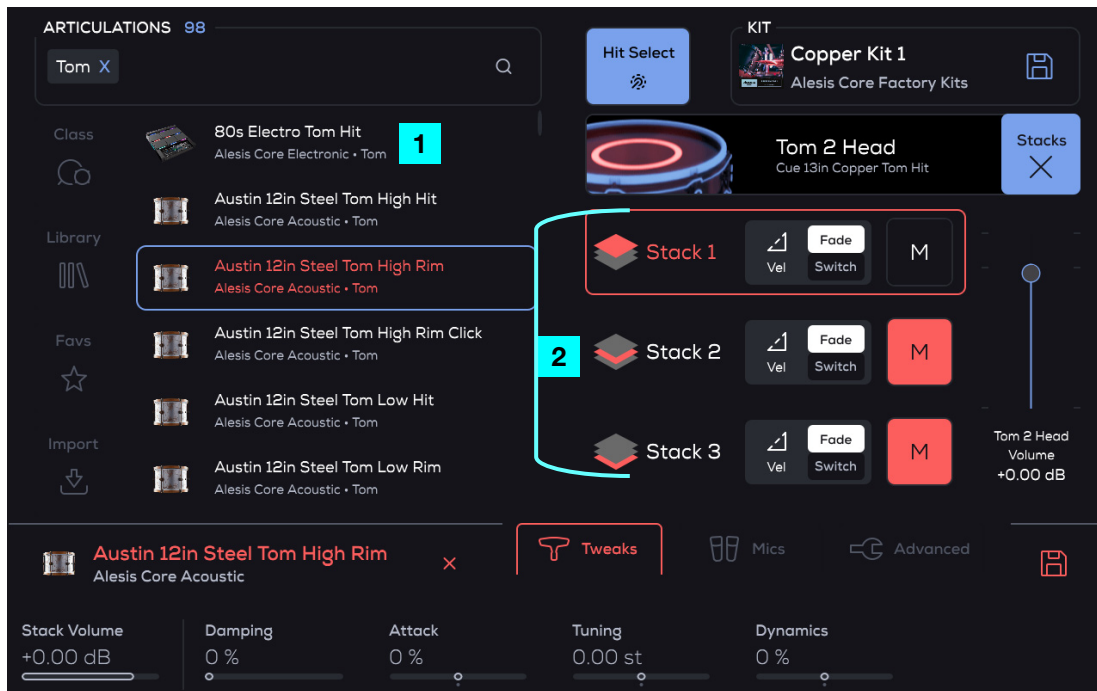 ARTICULATIONS 98
Tom X
Hit Select
KIT
Copper Kit 1
Alesis Core Factory Kits
Class
Library
Favs
Import
80s Electro Tom Hit
Alesis Core Electronic • Tom
1
Austin 12in Steel Tom High Hit
Alesis Core Acoustic • Tom
Austin 12in Steel Tom High Rim
Alesis Core Acoustic • Tom
Austin 12in Steel Tom High Rim Click
Alesis Core Acoustic • Tom
Austin 12in Steel Tom Low Hit
Alesis Core Acoustic • Tom
Austin 12in Steel Tom Low Rim
Alesis Core Acoustic • Tom
Tom 2 Head
Cue 13in Copper Tom Hit
Stacks
2
Stack 1
Vel
Fade
Switch
M
Stack 2
Vel
Fade
Switch
M
Stack 3
Vel
Fade
Switch
M
Tom 2 Head
Volume
+0.00 dB
Austin 12in Steel Tom High Rim
Alesis Core Acoustic
Tweaks
Mics
Advanced
Stack Volume
+0.00 dB
Damping
0 %
Attack
0 %
Tuning
0.00 st
Dynamics
0 %